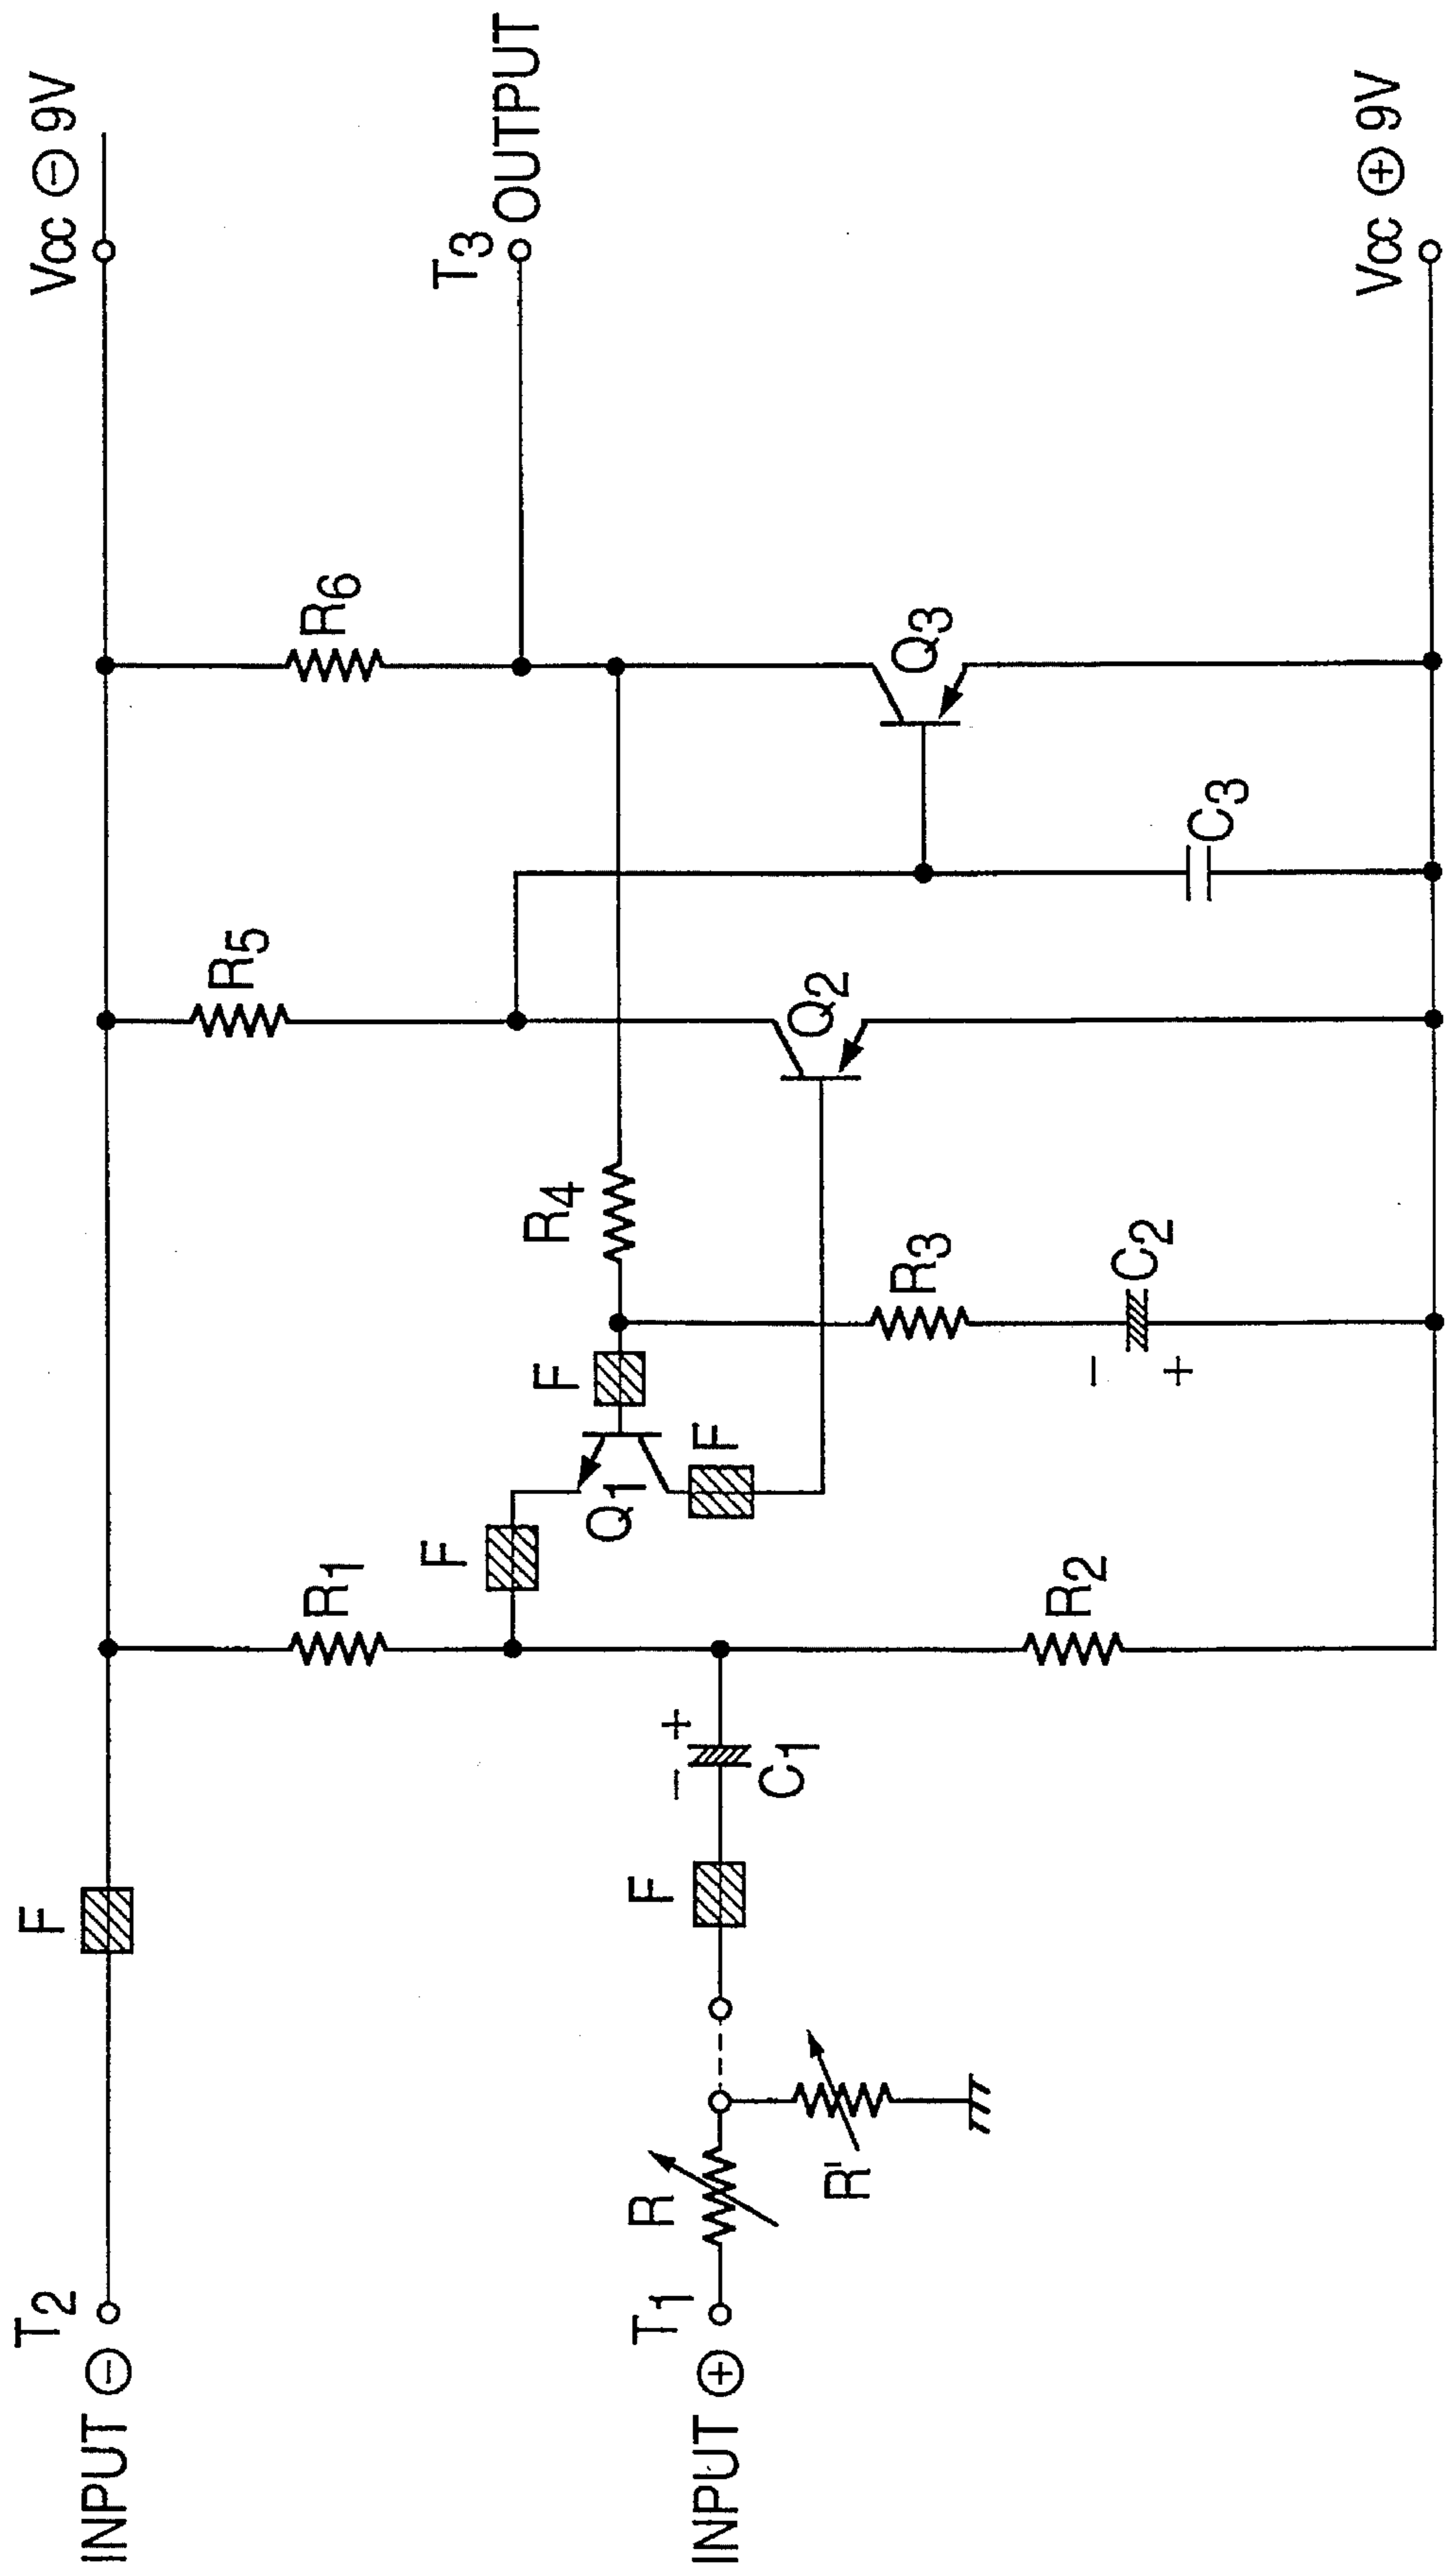 INPUT ⊖ T2
F
R1
R5
R6
Vcc ⊖ 9V
F
Q1
F
F
R4
T3 OUTPUT
INPUT ⊕ T1
R
R'
F
− +
C1
R2
R3
− +
C2
Q2
Q3
C3
Vcc ⊕ 9V